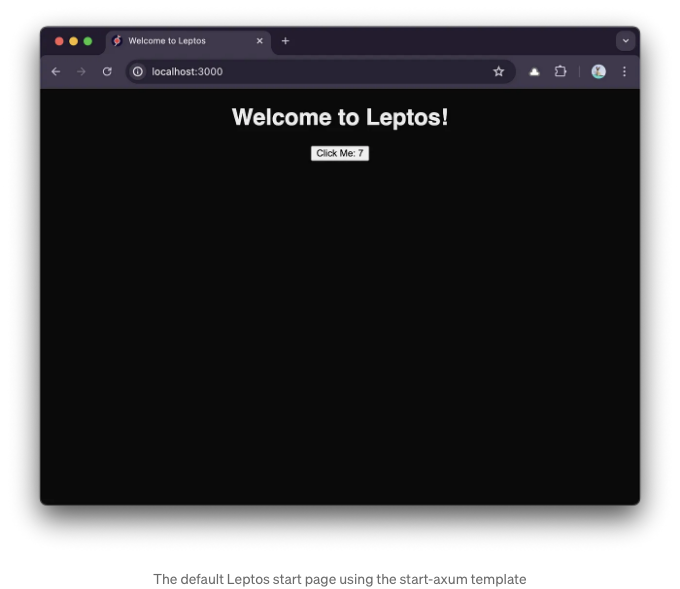 Welcome to Leptos
localhost:3000
Welcome to Leptos!
Click Me: 7
The default Leptos start page using the start-axum template